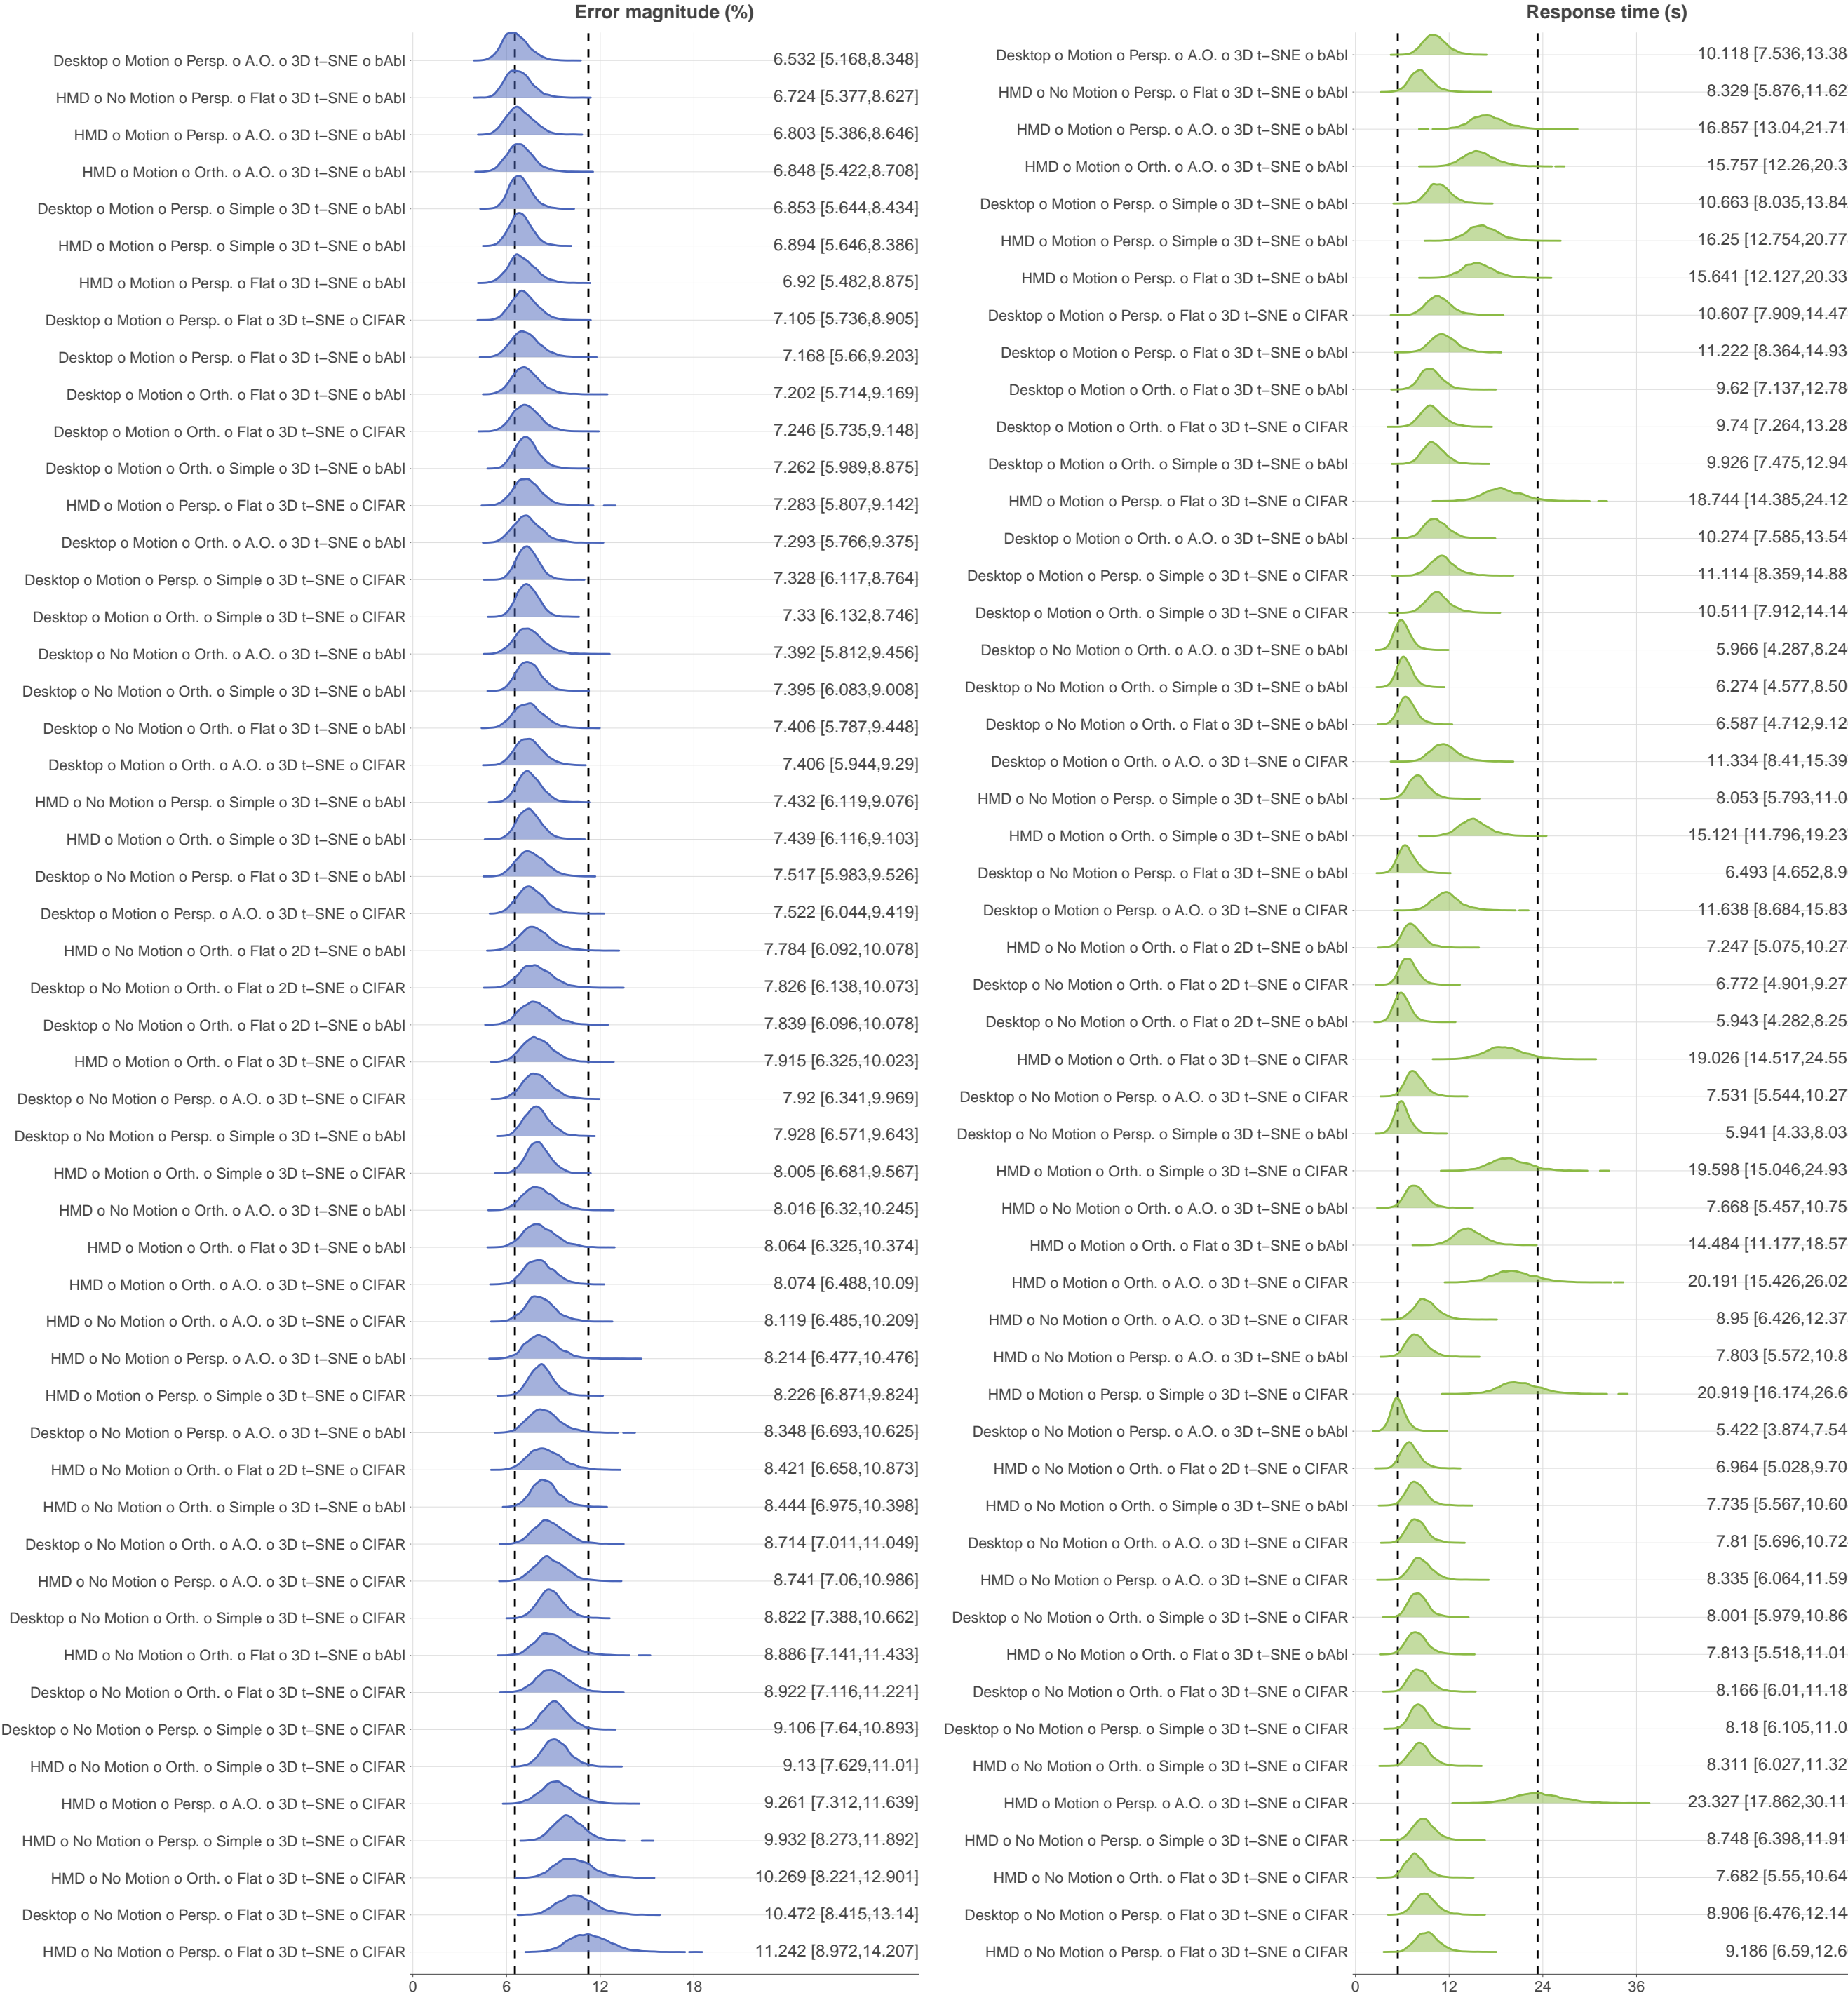 Error magnitude (%) Response time (s)
Desktop o Motion o Persp. o A.O. o 3D t−SNE o bAbI 6.532 [5.168,8.348] Desktop o Motion o Persp. o A.O. o 3D t−SNE o bAbI 10.118 [7.536,13.38
HMD o No Motion o Persp. o Flat o 3D t−SNE o bAbI 6.724 [5.377,8.627] HMD o No Motion o Persp. o Flat o 3D t−SNE o bAbI 8.329 [5.876,11.62
HMD o Motion o Persp. o A.O. o 3D t−SNE o bAbI 6.803 [5.386,8.646] HMD o Motion o Persp. o A.O. o 3D t−SNE o bAbI 16.857 [13.04,21.71
HMD o Motion o Orth. o A.O. o 3D t−SNE o bAbI 6.848 [5.422,8.708] HMD o Motion o Orth. o A.O. o 3D t−SNE o bAbI 15.757 [12.26,20.3
Desktop o Motion o Persp. o Simple o 3D t−SNE o bAbI 6.853 [5.644,8.434] Desktop o Motion o Persp. o Simple o 3D t−SNE o bAbI 10.663 [8.035,13.84
HMD o Motion o Persp. o Simple o 3D t−SNE o bAbI 6.894 [5.646,8.386] HMD o Motion o Persp. o Simple o 3D t−SNE o bAbI 16.25 [12.754,20.77
HMD o Motion o Persp. o Flat o 3D t−SNE o bAbI 6.92 [5.482,8.875] HMD o Motion o Persp. o Flat o 3D t−SNE o bAbI 15.641 [12.127,20.33
Desktop o Motion o Persp. o Flat o 3D t−SNE o CIFAR 7.105 [5.736,8.905] Desktop o Motion o Persp. o Flat o 3D t−SNE o CIFAR 10.607 [7.909,14.47
Desktop o Motion o Persp. o Flat o 3D t−SNE o bAbI 7.168 [5.66,9.203] Desktop o Motion o Persp. o Flat o 3D t−SNE o bAbI 11.222 [8.364,14.93
Desktop o Motion o Orth. o Flat o 3D t−SNE o bAbI 7.202 [5.714,9.169] Desktop o Motion o Orth. o Flat o 3D t−SNE o bAbI 9.62 [7.137,12.78
Desktop o Motion o Orth. o Flat o 3D t−SNE o CIFAR 7.246 [5.735,9.148] Desktop o Motion o Orth. o Flat o 3D t−SNE o CIFAR 9.74 [7.264,13.28
Desktop o Motion o Orth. o Simple o 3D t−SNE o bAbI 7.262 [5.989,8.875] Desktop o Motion o Orth. o Simple o 3D t−SNE o bAbI 9.926 [7.475,12.94
HMD o Motion o Persp. o Flat o 3D t−SNE o CIFAR 7.283 [5.807,9.142] HMD o Motion o Persp. o Flat o 3D t−SNE o CIFAR 18.744 [14.385,24.12
Desktop o Motion o Orth. o A.O. o 3D t−SNE o bAbI 7.293 [5.766,9.375] Desktop o Motion o Orth. o A.O. o 3D t−SNE o bAbI 10.274 [7.585,13.54
Desktop o Motion o Persp. o Simple o 3D t−SNE o CIFAR 7.328 [6.117,8.764] Desktop o Motion o Persp. o Simple o 3D t−SNE o CIFAR 11.114 [8.359,14.88
Desktop o Motion o Orth. o Simple o 3D t−SNE o CIFAR 7.33 [6.132,8.746] Desktop o Motion o Orth. o Simple o 3D t−SNE o CIFAR 10.511 [7.912,14.14
Desktop o No Motion o Orth. o A.O. o 3D t−SNE o bAbI 7.392 [5.812,9.456] Desktop o No Motion o Orth. o A.O. o 3D t−SNE o bAbI 5.966 [4.287,8.24
Desktop o No Motion o Orth. o Simple o 3D t−SNE o bAbI 7.395 [6.083,9.008] Desktop o No Motion o Orth. o Simple o 3D t−SNE o bAbI 6.274 [4.577,8.50
Desktop o No Motion o Orth. o Flat o 3D t−SNE o bAbI 7.406 [5.787,9.448] Desktop o No Motion o Orth. o Flat o 3D t−SNE o bAbI 6.587 [4.712,9.12
Desktop o Motion o Orth. o A.O. o 3D t−SNE o CIFAR 7.406 [5.944,9.29] Desktop o Motion o Orth. o A.O. o 3D t−SNE o CIFAR 11.334 [8.41,15.39
HMD o No Motion o Persp. o Simple o 3D t−SNE o bAbI 7.432 [6.119,9.076] HMD o No Motion o Persp. o Simple o 3D t−SNE o bAbI 8.053 [5.793,11.0
HMD o Motion o Orth. o Simple o 3D t−SNE o bAbI 7.439 [6.116,9.103] HMD o Motion o Orth. o Simple o 3D t−SNE o bAbI 15.121 [11.796,19.23
Desktop o No Motion o Persp. o Flat o 3D t−SNE o bAbI 7.517 [5.983,9.526] Desktop o No Motion o Persp. o Flat o 3D t−SNE o bAbI 6.493 [4.652,8.9
Desktop o Motion o Persp. o A.O. o 3D t−SNE o CIFAR 7.522 [6.044,9.419] Desktop o Motion o Persp. o A.O. o 3D t−SNE o CIFAR 11.638 [8.684,15.83
HMD o No Motion o Orth. o Flat o 2D t−SNE o bAbI 7.784 [6.092,10.078] HMD o No Motion o Orth. o Flat o 2D t−SNE o bAbI 7.247 [5.075,10.27
Desktop o No Motion o Orth. o Flat o 2D t−SNE o CIFAR 7.826 [6.138,10.073] Desktop o No Motion o Orth. o Flat o 2D t−SNE o CIFAR 6.772 [4.901,9.27
Desktop o No Motion o Orth. o Flat o 2D t−SNE o bAbI 7.839 [6.096,10.078] Desktop o No Motion o Orth. o Flat o 2D t−SNE o bAbI 5.943 [4.282,8.25
HMD o Motion o Orth. o Flat o 3D t−SNE o CIFAR 7.915 [6.325,10.023] HMD o Motion o Orth. o Flat o 3D t−SNE o CIFAR 19.026 [14.517,24.55
Desktop o No Motion o Persp. o A.O. o 3D t−SNE o CIFAR 7.92 [6.341,9.969] Desktop o No Motion o Persp. o A.O. o 3D t−SNE o CIFAR 7.531 [5.544,10.27
Desktop o No Motion o Persp. o Simple o 3D t−SNE o bAbI 7.928 [6.571,9.643] Desktop o No Motion o Persp. o Simple o 3D t−SNE o bAbI 5.941 [4.33,8.03
HMD o Motion o Orth. o Simple o 3D t−SNE o CIFAR 8.005 [6.681,9.567] HMD o Motion o Orth. o Simple o 3D t−SNE o CIFAR 19.598 [15.046,24.93
HMD o No Motion o Orth. o A.O. o 3D t−SNE o bAbI 8.016 [6.32,10.245] HMD o No Motion o Orth. o A.O. o 3D t−SNE o bAbI 7.668 [5.457,10.75
HMD o Motion o Orth. o Flat o 3D t−SNE o bAbI 8.064 [6.325,10.374] HMD o Motion o Orth. o Flat o 3D t−SNE o bAbI 14.484 [11.177,18.57
HMD o Motion o Orth. o A.O. o 3D t−SNE o CIFAR 8.074 [6.488,10.09] HMD o Motion o Orth. o A.O. o 3D t−SNE o CIFAR 20.191 [15.426,26.02
HMD o No Motion o Orth. o A.O. o 3D t−SNE o CIFAR 8.119 [6.485,10.209] HMD o No Motion o Orth. o A.O. o 3D t−SNE o CIFAR 8.95 [6.426,12.37
HMD o No Motion o Persp. o A.O. o 3D t−SNE o bAbI 8.214 [6.477,10.476] HMD o No Motion o Persp. o A.O. o 3D t−SNE o bAbI 7.803 [5.572,10.8
HMD o Motion o Persp. o Simple o 3D t−SNE o CIFAR 8.226 [6.871,9.824] HMD o Motion o Persp. o Simple o 3D t−SNE o CIFAR 20.919 [16.174,26.6
Desktop o No Motion o Persp. o A.O. o 3D t−SNE o bAbI 8.348 [6.693,10.625] Desktop o No Motion o Persp. o A.O. o 3D t−SNE o bAbI 5.422 [3.874,7.54
HMD o No Motion o Orth. o Flat o 2D t−SNE o CIFAR 8.421 [6.658,10.873] HMD o No Motion o Orth. o Flat o 2D t−SNE o CIFAR 6.964 [5.028,9.70
HMD o No Motion o Orth. o Simple o 3D t−SNE o bAbI 8.444 [6.975,10.398] HMD o No Motion o Orth. o Simple o 3D t−SNE o bAbI 7.735 [5.567,10.60
Desktop o No Motion o Orth. o A.O. o 3D t−SNE o CIFAR 8.714 [7.011,11.049] Desktop o No Motion o Orth. o A.O. o 3D t−SNE o CIFAR 7.81 [5.696,10.72
HMD o No Motion o Persp. o A.O. o 3D t−SNE o CIFAR 8.741 [7.06,10.986] HMD o No Motion o Persp. o A.O. o 3D t−SNE o CIFAR 8.335 [6.064,11.59
Desktop o No Motion o Orth. o Simple o 3D t−SNE o CIFAR 8.822 [7.388,10.662] Desktop o No Motion o Orth. o Simple o 3D t−SNE o CIFAR 8.001 [5.979,10.86
HMD o No Motion o Orth. o Flat o 3D t−SNE o bAbI 8.886 [7.141,11.433] HMD o No Motion o Orth. o Flat o 3D t−SNE o bAbI 7.813 [5.518,11.01
Desktop o No Motion o Orth. o Flat o 3D t−SNE o CIFAR 8.922 [7.116,11.221] Desktop o No Motion o Orth. o Flat o 3D t−SNE o CIFAR 8.166 [6.01,11.18
Desktop o No Motion o Persp. o Simple o 3D t−SNE o CIFAR 9.106 [7.64,10.893] Desktop o No Motion o Persp. o Simple o 3D t−SNE o CIFAR 8.18 [6.105,11.0
HMD o No Motion o Orth. o Simple o 3D t−SNE o CIFAR 9.13 [7.629,11.01] HMD o No Motion o Orth. o Simple o 3D t−SNE o CIFAR 8.311 [6.027,11.32
HMD o Motion o Persp. o A.O. o 3D t−SNE o CIFAR 9.261 [7.312,11.639] HMD o Motion o Persp. o A.O. o 3D t−SNE o CIFAR 23.327 [17.862,30.11
HMD o No Motion o Persp. o Simple o 3D t−SNE o CIFAR 9.932 [8.273,11.892] HMD o No Motion o Persp. o Simple o 3D t−SNE o CIFAR 8.748 [6.398,11.91
HMD o No Motion o Orth. o Flat o 3D t−SNE o CIFAR 10.269 [8.221,12.901] HMD o No Motion o Orth. o Flat o 3D t−SNE o CIFAR 7.682 [5.55,10.64
Desktop o No Motion o Persp. o Flat o 3D t−SNE o CIFAR 10.472 [8.415,13.14] Desktop o No Motion o Persp. o Flat o 3D t−SNE o CIFAR 8.906 [6.476,12.14
HMD o No Motion o Persp. o Flat o 3D t−SNE o CIFAR 11.242 [8.972,14.207] HMD o No Motion o Persp. o Flat o 3D t−SNE o CIFAR 9.186 [6.59,12.6
0 6 12 18 0 12 24 36